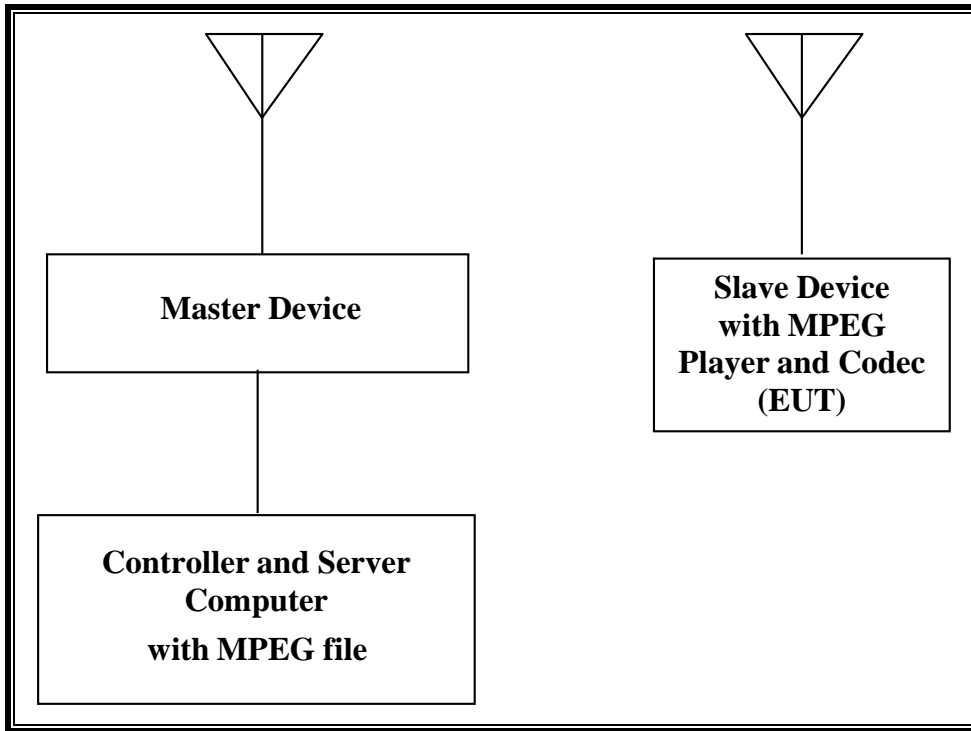 Master Device
Slave Device
with MPEG
Player and Codec
(EUT)
Controller and Server
Computer
with MPEG file